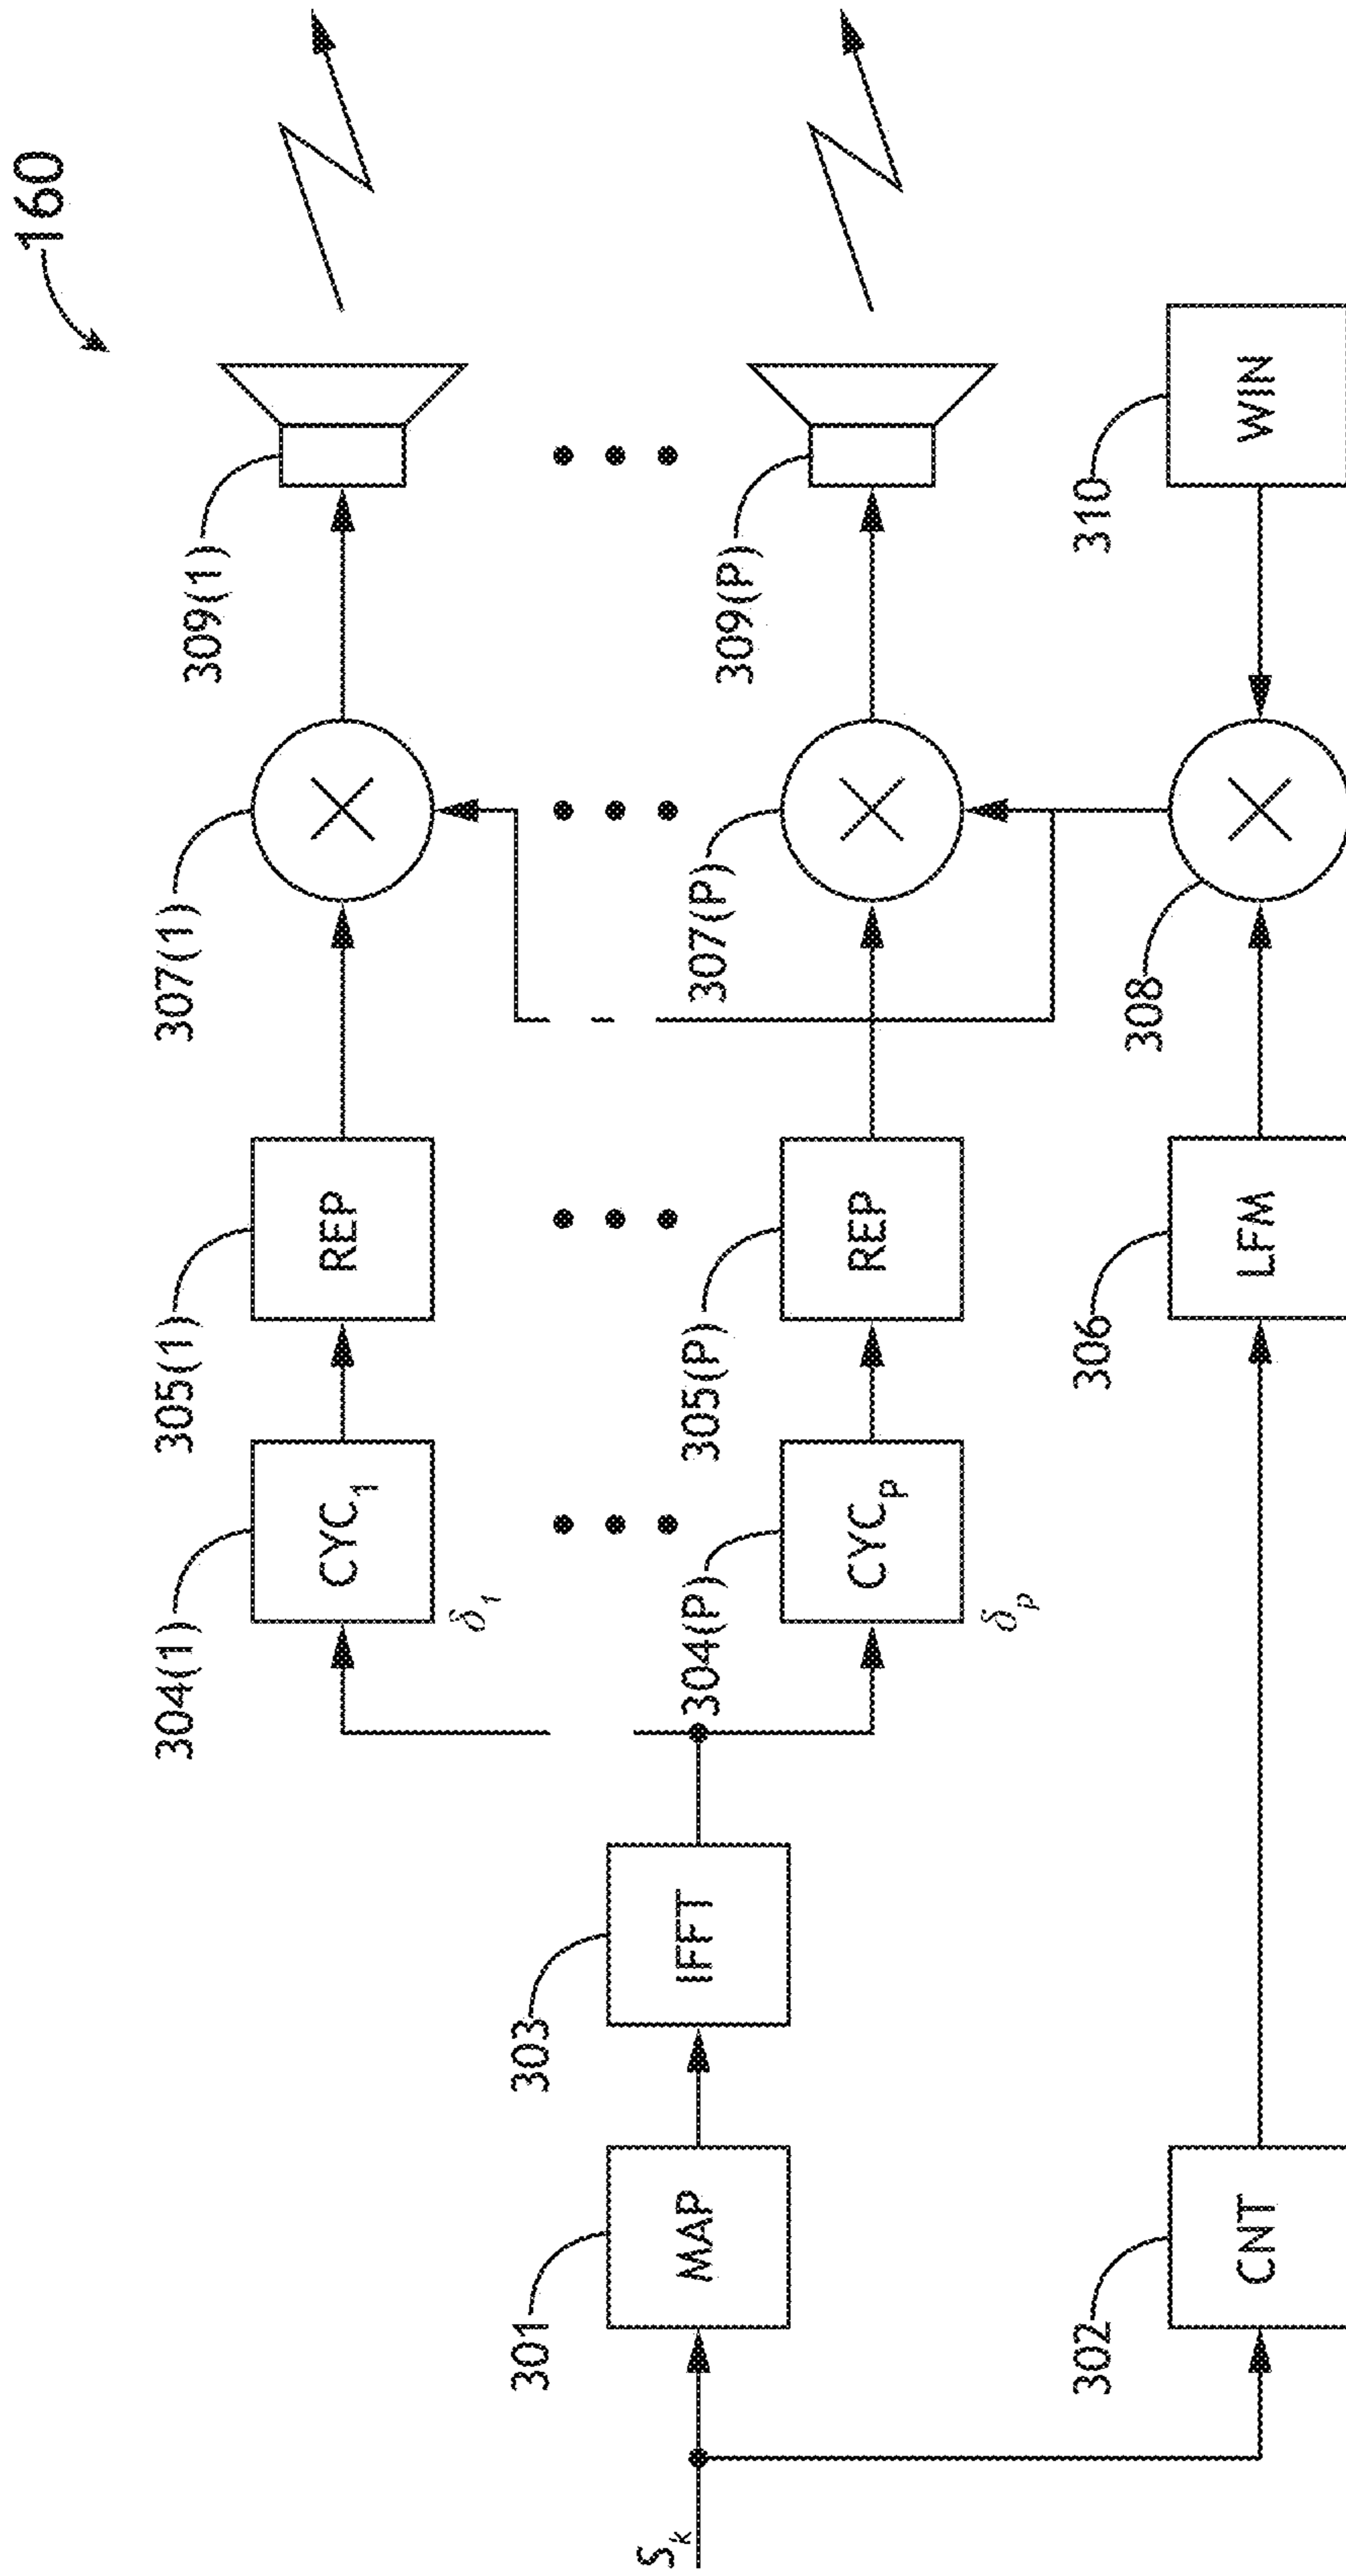 160
309(1)
309(P)
310
WIN
307(1)
307(P)
308
305(1)
REP
305(P)
REP
306
LFM
304(1)
CYC1
δ1
304(P)
CYCP
δP
303
IFFT
301
MAP
302
CNT
Sk